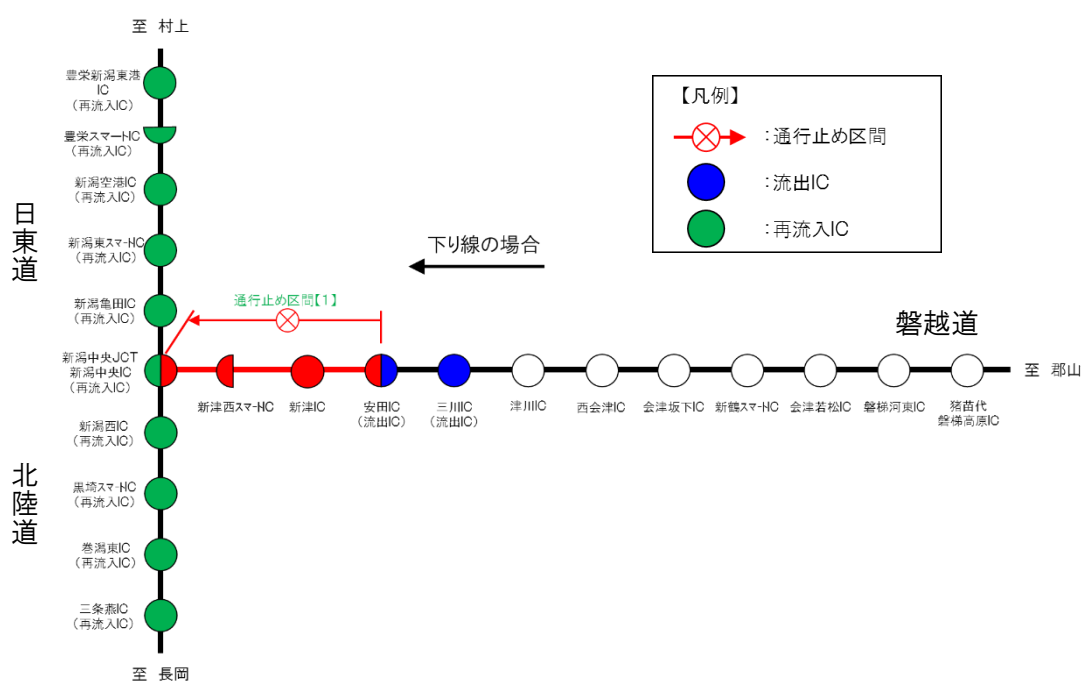 至 村上
豊栄新潟東港
IC
(再流入IC)
豊栄スマートIC
(再流入IC)
新潟空港IC
(再流入IC)
新潟東スマートIC
(再流入IC)
新潟亀田IC
(再流入IC)
新潟中央JCT
新潟中央IC
(再流入IC)
新潟西IC
(再流入IC)
黒埼スマートIC
(再流入IC)
巻潟東IC
(再流入IC)
三条燕IC
(再流入IC)
至 長岡
日東道
北陸道
【凡例】
:通行止め区間
:流出IC
:再流入IC
下り線の場合
通行止め区間【1】
磐越道
至 郡山
新津西スマートIC
新津IC
安田IC
(流出IC)
三川IC
(流出IC)
津川IC
西会津IC
会津坂下IC
新鶴スマートIC
会津若松IC
磐梯河東IC
猪苗代
磐梯高原IC